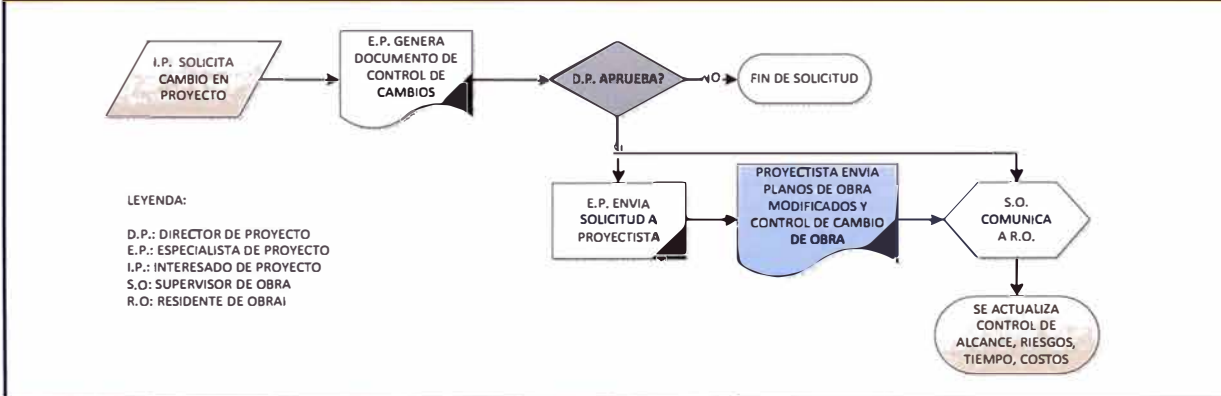 I.P. SOLICITA
CAMBIO EN
PROYECTO
E.P. GENERA
DOCUMENTO DE
CONTROL DE
CAMBIOS
D.P. APRUEBA?
NO
FIN DE SOLICITUD
SI
E.P. ENVIA
SOLICITUD A
PROYECTISTA
PROYECTISTA ENVIA
PLANOS DE OBRA
MODIFICADOS Y
CONTROL DE CAMBIO
DE OBRA
S.O.
COMUNICA
A R.O.
SE ACTUALIZA
CONTROL DE
ALCANCE, RIESGOS,
TIEMPO, COSTOS
LEYENDA:
D.P.: DIRECTOR DE PROYECTO
E.P.: ESPECIALISTA DE PROYECTO
I.P.: INTERESADO DE PROYECTO
S.O: SUPERVISOR DE OBRA
R.O: RESIDENTE DE OBRAI